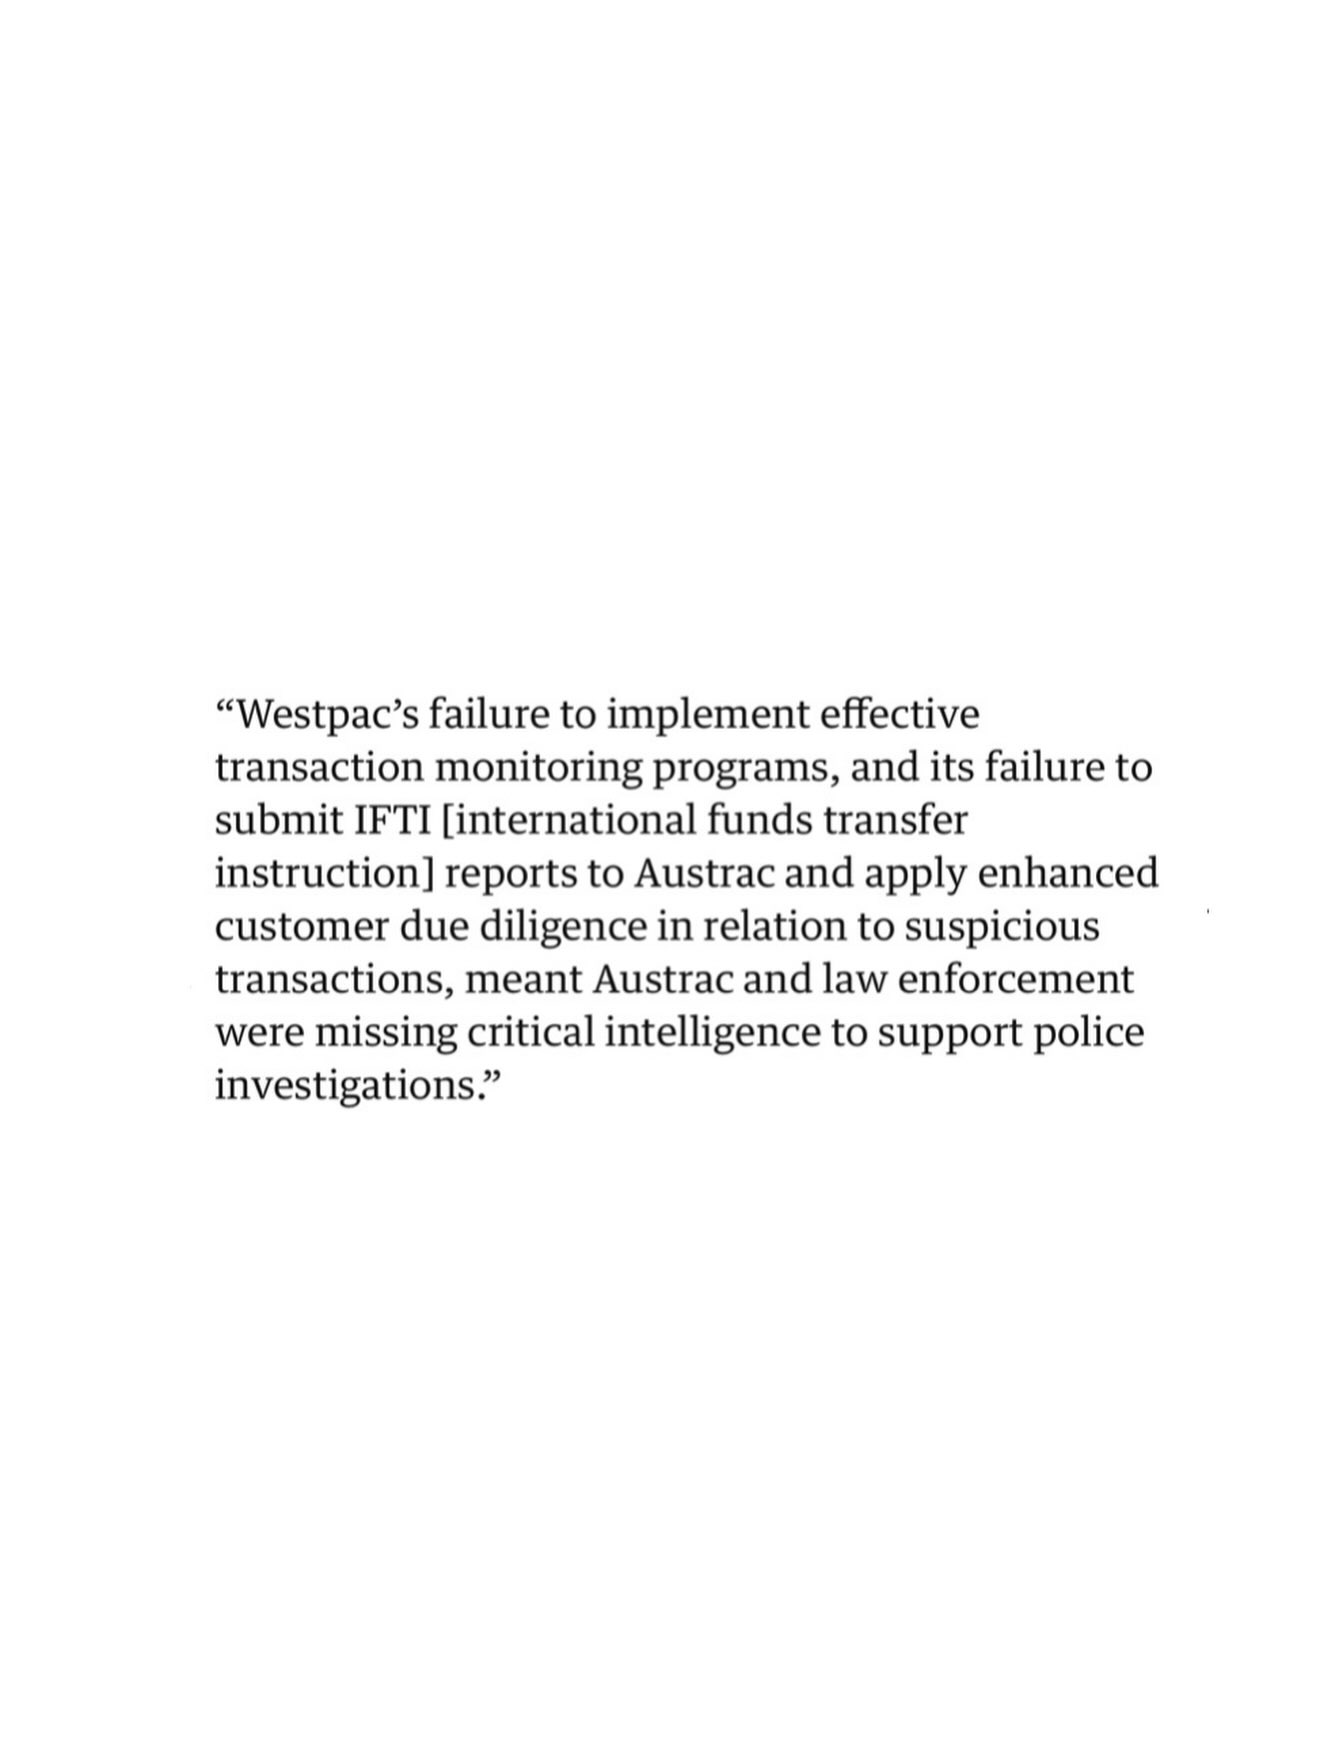 “Westpac’s failure to implement effective
transaction monitoring programs, and its failure to
submit IFTI [international funds transfer
instruction] reports to Austrac and apply enhanced
customer due diligence in relation to suspicious
transactions, meant Austrac and law enforcement
were missing critical intelligence to support police
investigations.”